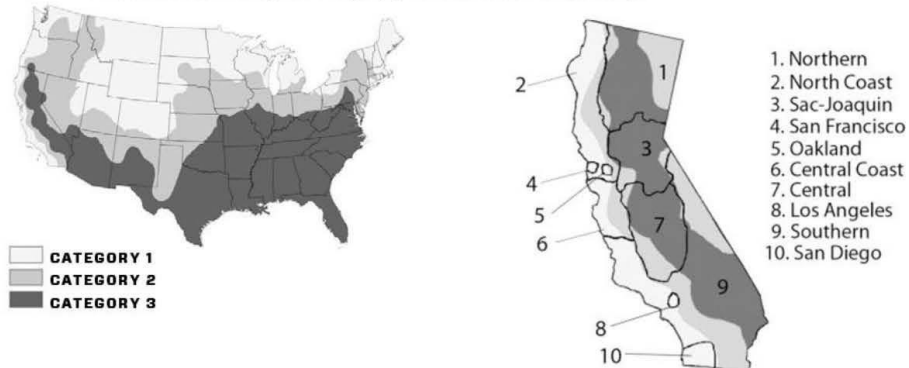 CATEGORY 1
CATEGORY 2
CATEGORY 3
1
2
3
4
5
6
7
8
9
10
1. Northern
2. North Coast
3. Sac-Joaquin
4. San Francisco
5. Oakland
6. Central Coast
7. Central
8. Los Angeles
9. Southern
10. San Diego